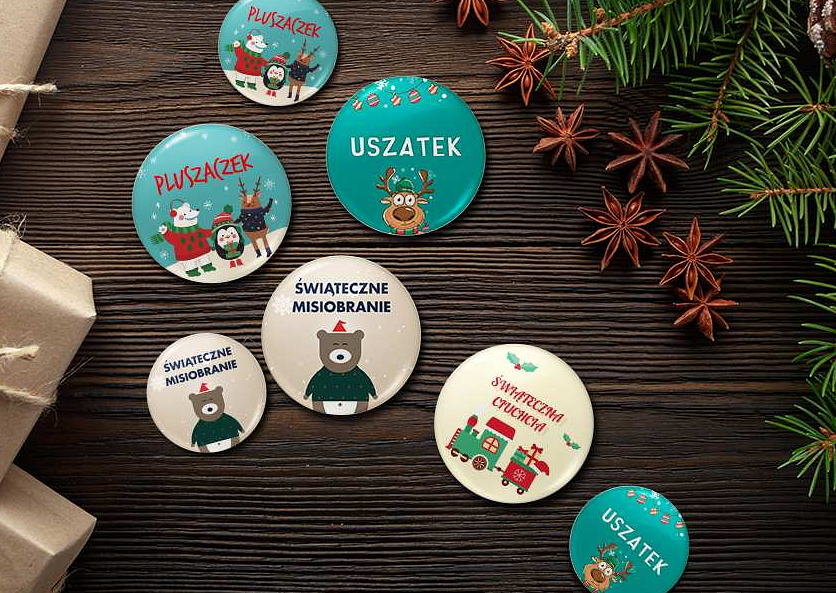 PLUSZACZEK
USZATEK
PLUSZACZEK
ŚWIĄTECZNE
MISIOBRANIE
ŚWIĄTECZNE
MISIOBRANIE
ŚWIĄTECZNA
CIUCHCIA
USZATEK